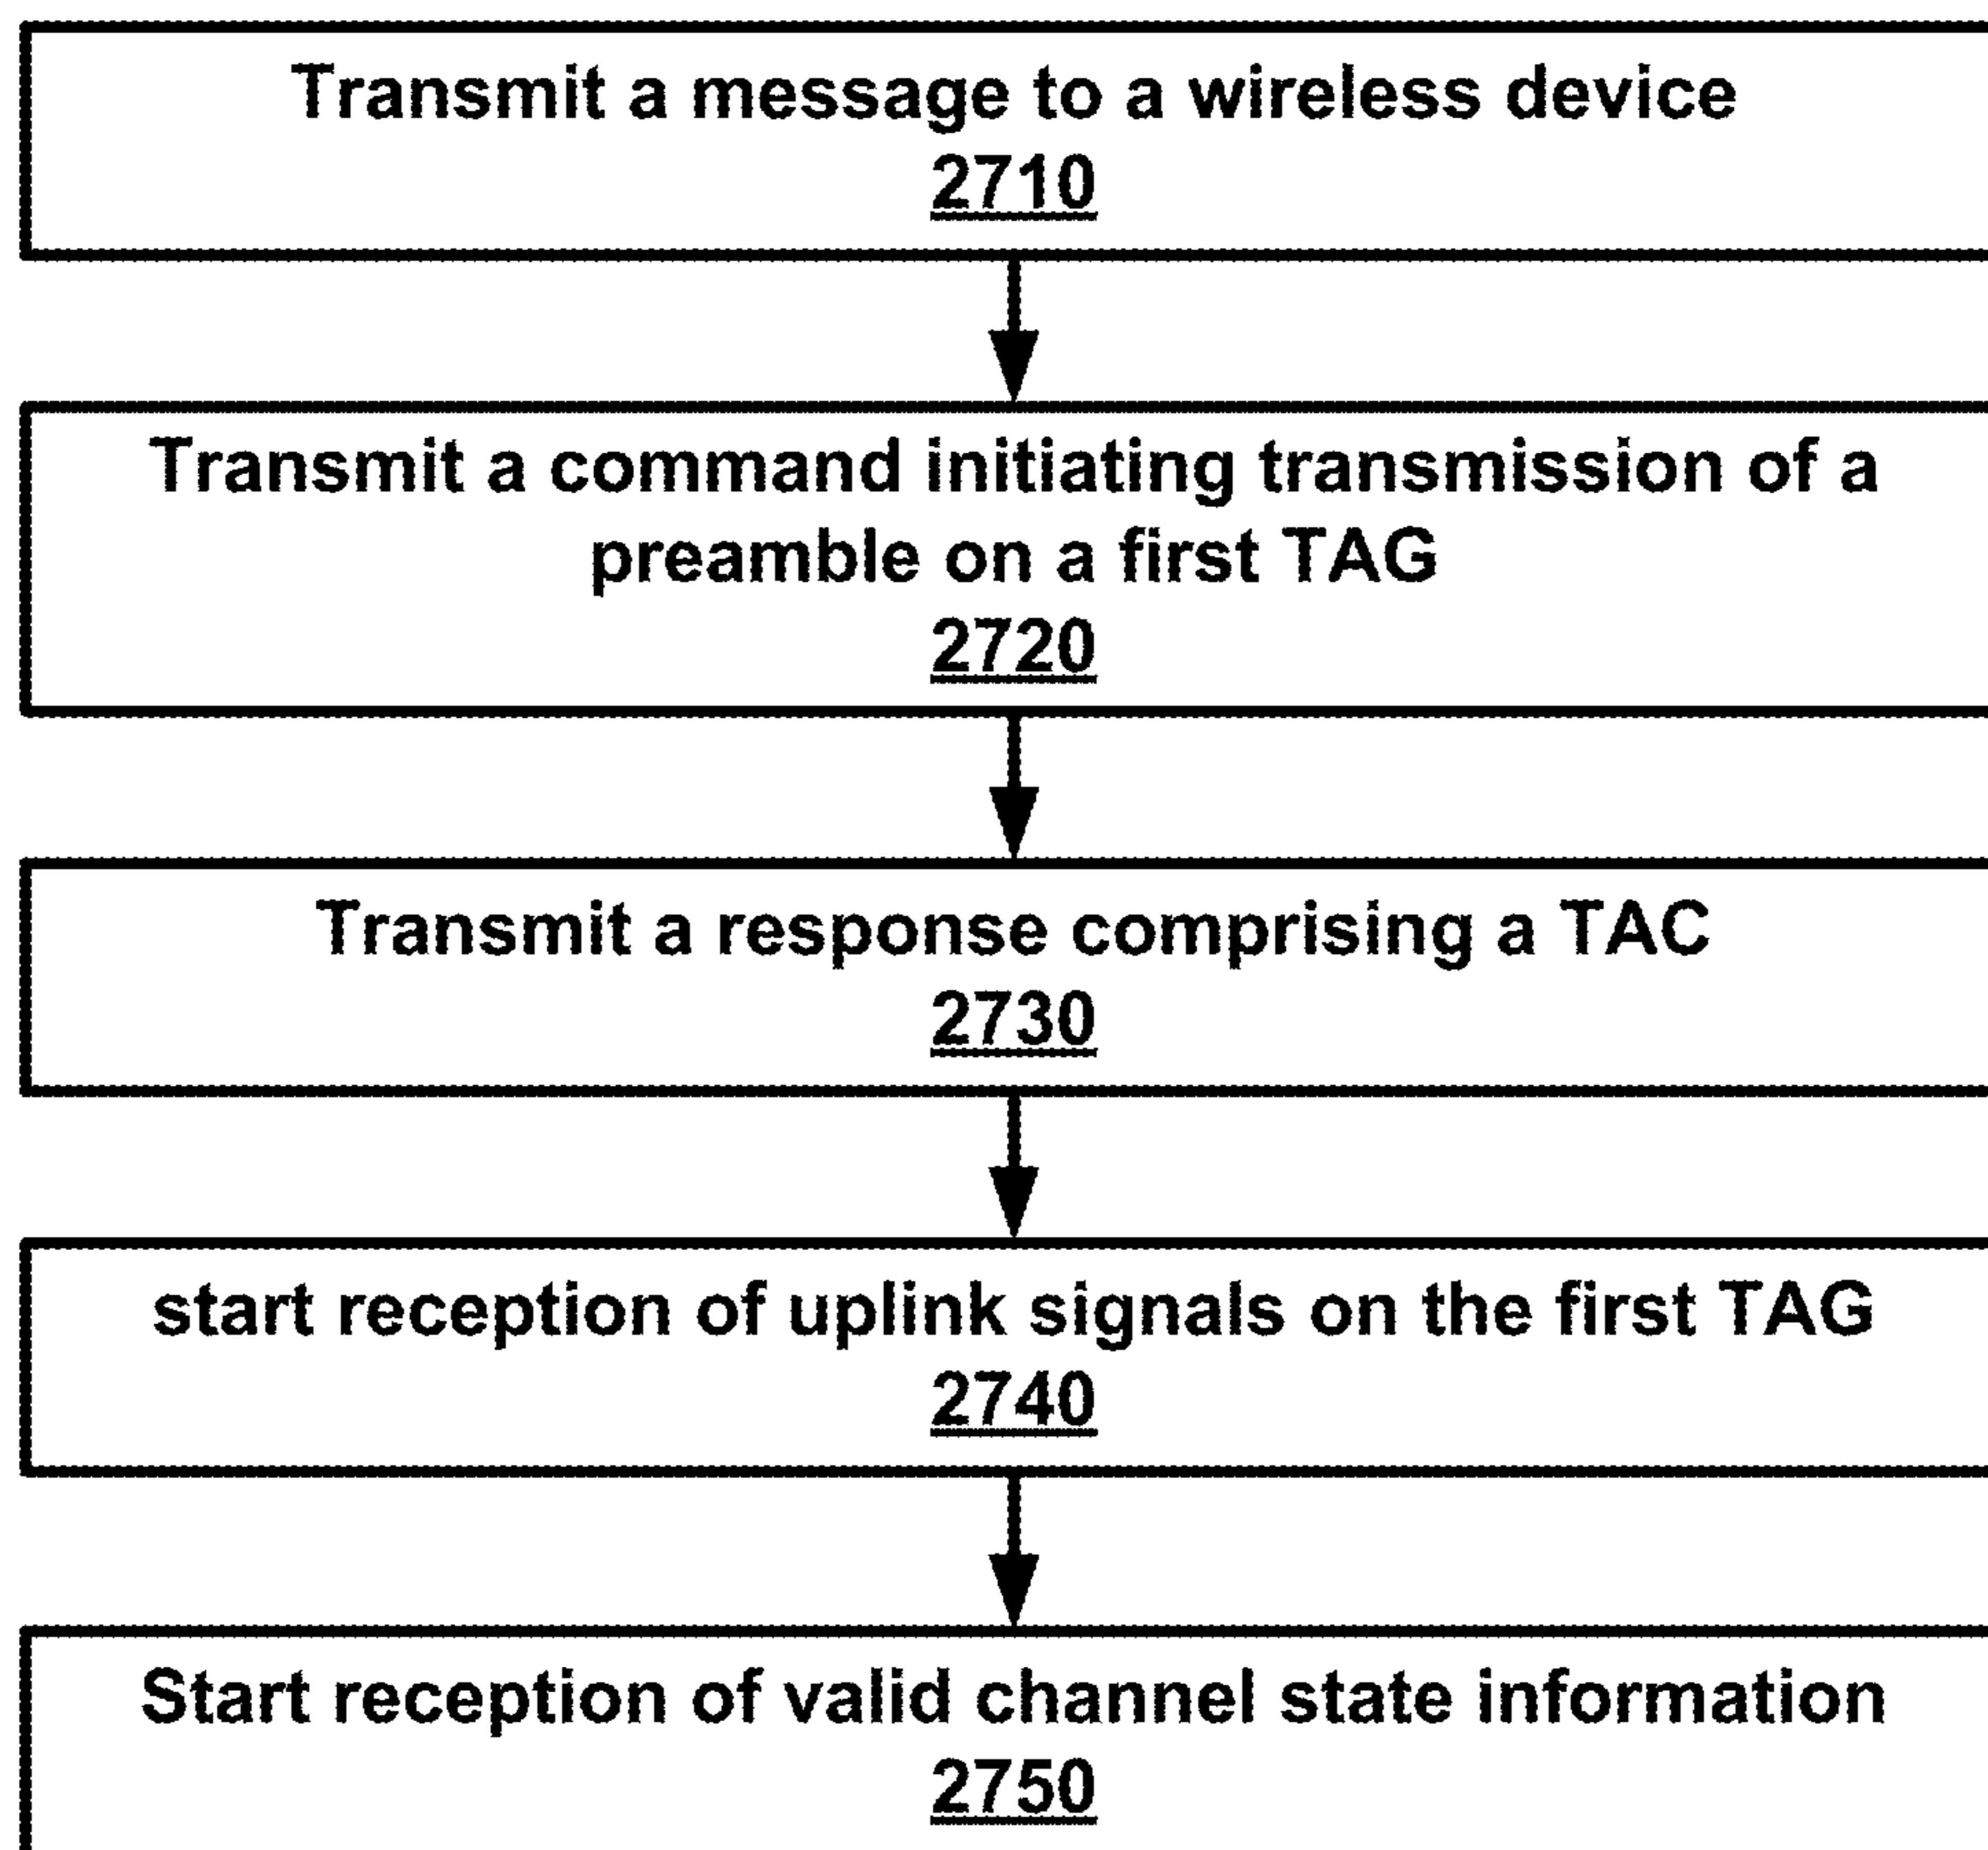 Transmit a message to a wireless device
2710
Transmit a command initiating transmission of a
preamble on a first TAG
2720
Transmit a response comprising a TAC
2730
start reception of uplink signals on the first TAG
2740
Start reception of valid channel state information
2750